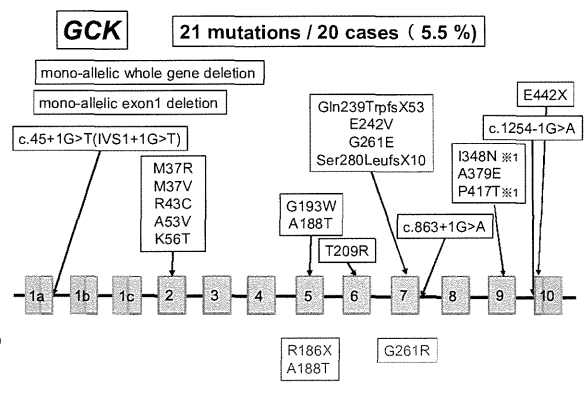 GCK
21 mutations / 20 cases ( 5.5 %)
mono-allelic whole gene deletion
mono-allelic exon1 deletion
c.45+1G>T(IVS1+1G>T)
M37R
M37V
R43C
A53V
K56T
G193W
A188T
T209R
Gln239TrpfsX53
E242V
G261E
Ser280LeufsX10
c.863+1G>A
I348N ※1
A379E
P417T※1
E442X
c.1254-1G>A
1a 1b 1c 2 3 4 5 6 7 8 9 10
R186X
A188T
G261R